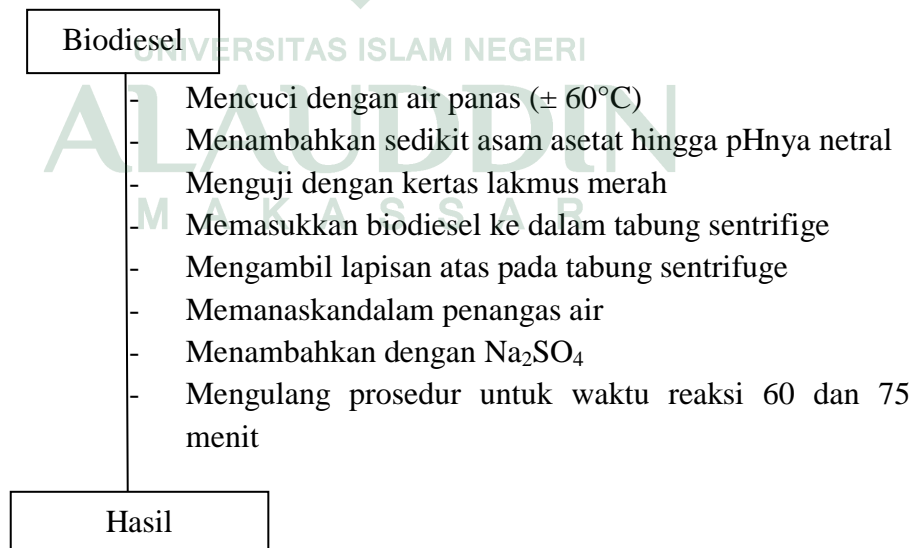 Biodiesel
UNIVERSITAS ISLAM NEGERI
ALAUDDIN
MAKASSAR
- Mencuci dengan air panas (± 60°C)
- Menambahkan sedikit asam asetat hingga pHnya netral
- Menguji dengan kertas lakmus merah
- Memasukkan biodiesel ke dalam tabung sentrifige
- Mengambil lapisan atas pada tabung sentrifuge
- Memanaskandalam penangas air
- Menambahkan dengan Na₂SO₄
- Mengulang prosedur untuk waktu reaksi 60 dan 75
menit
Hasil